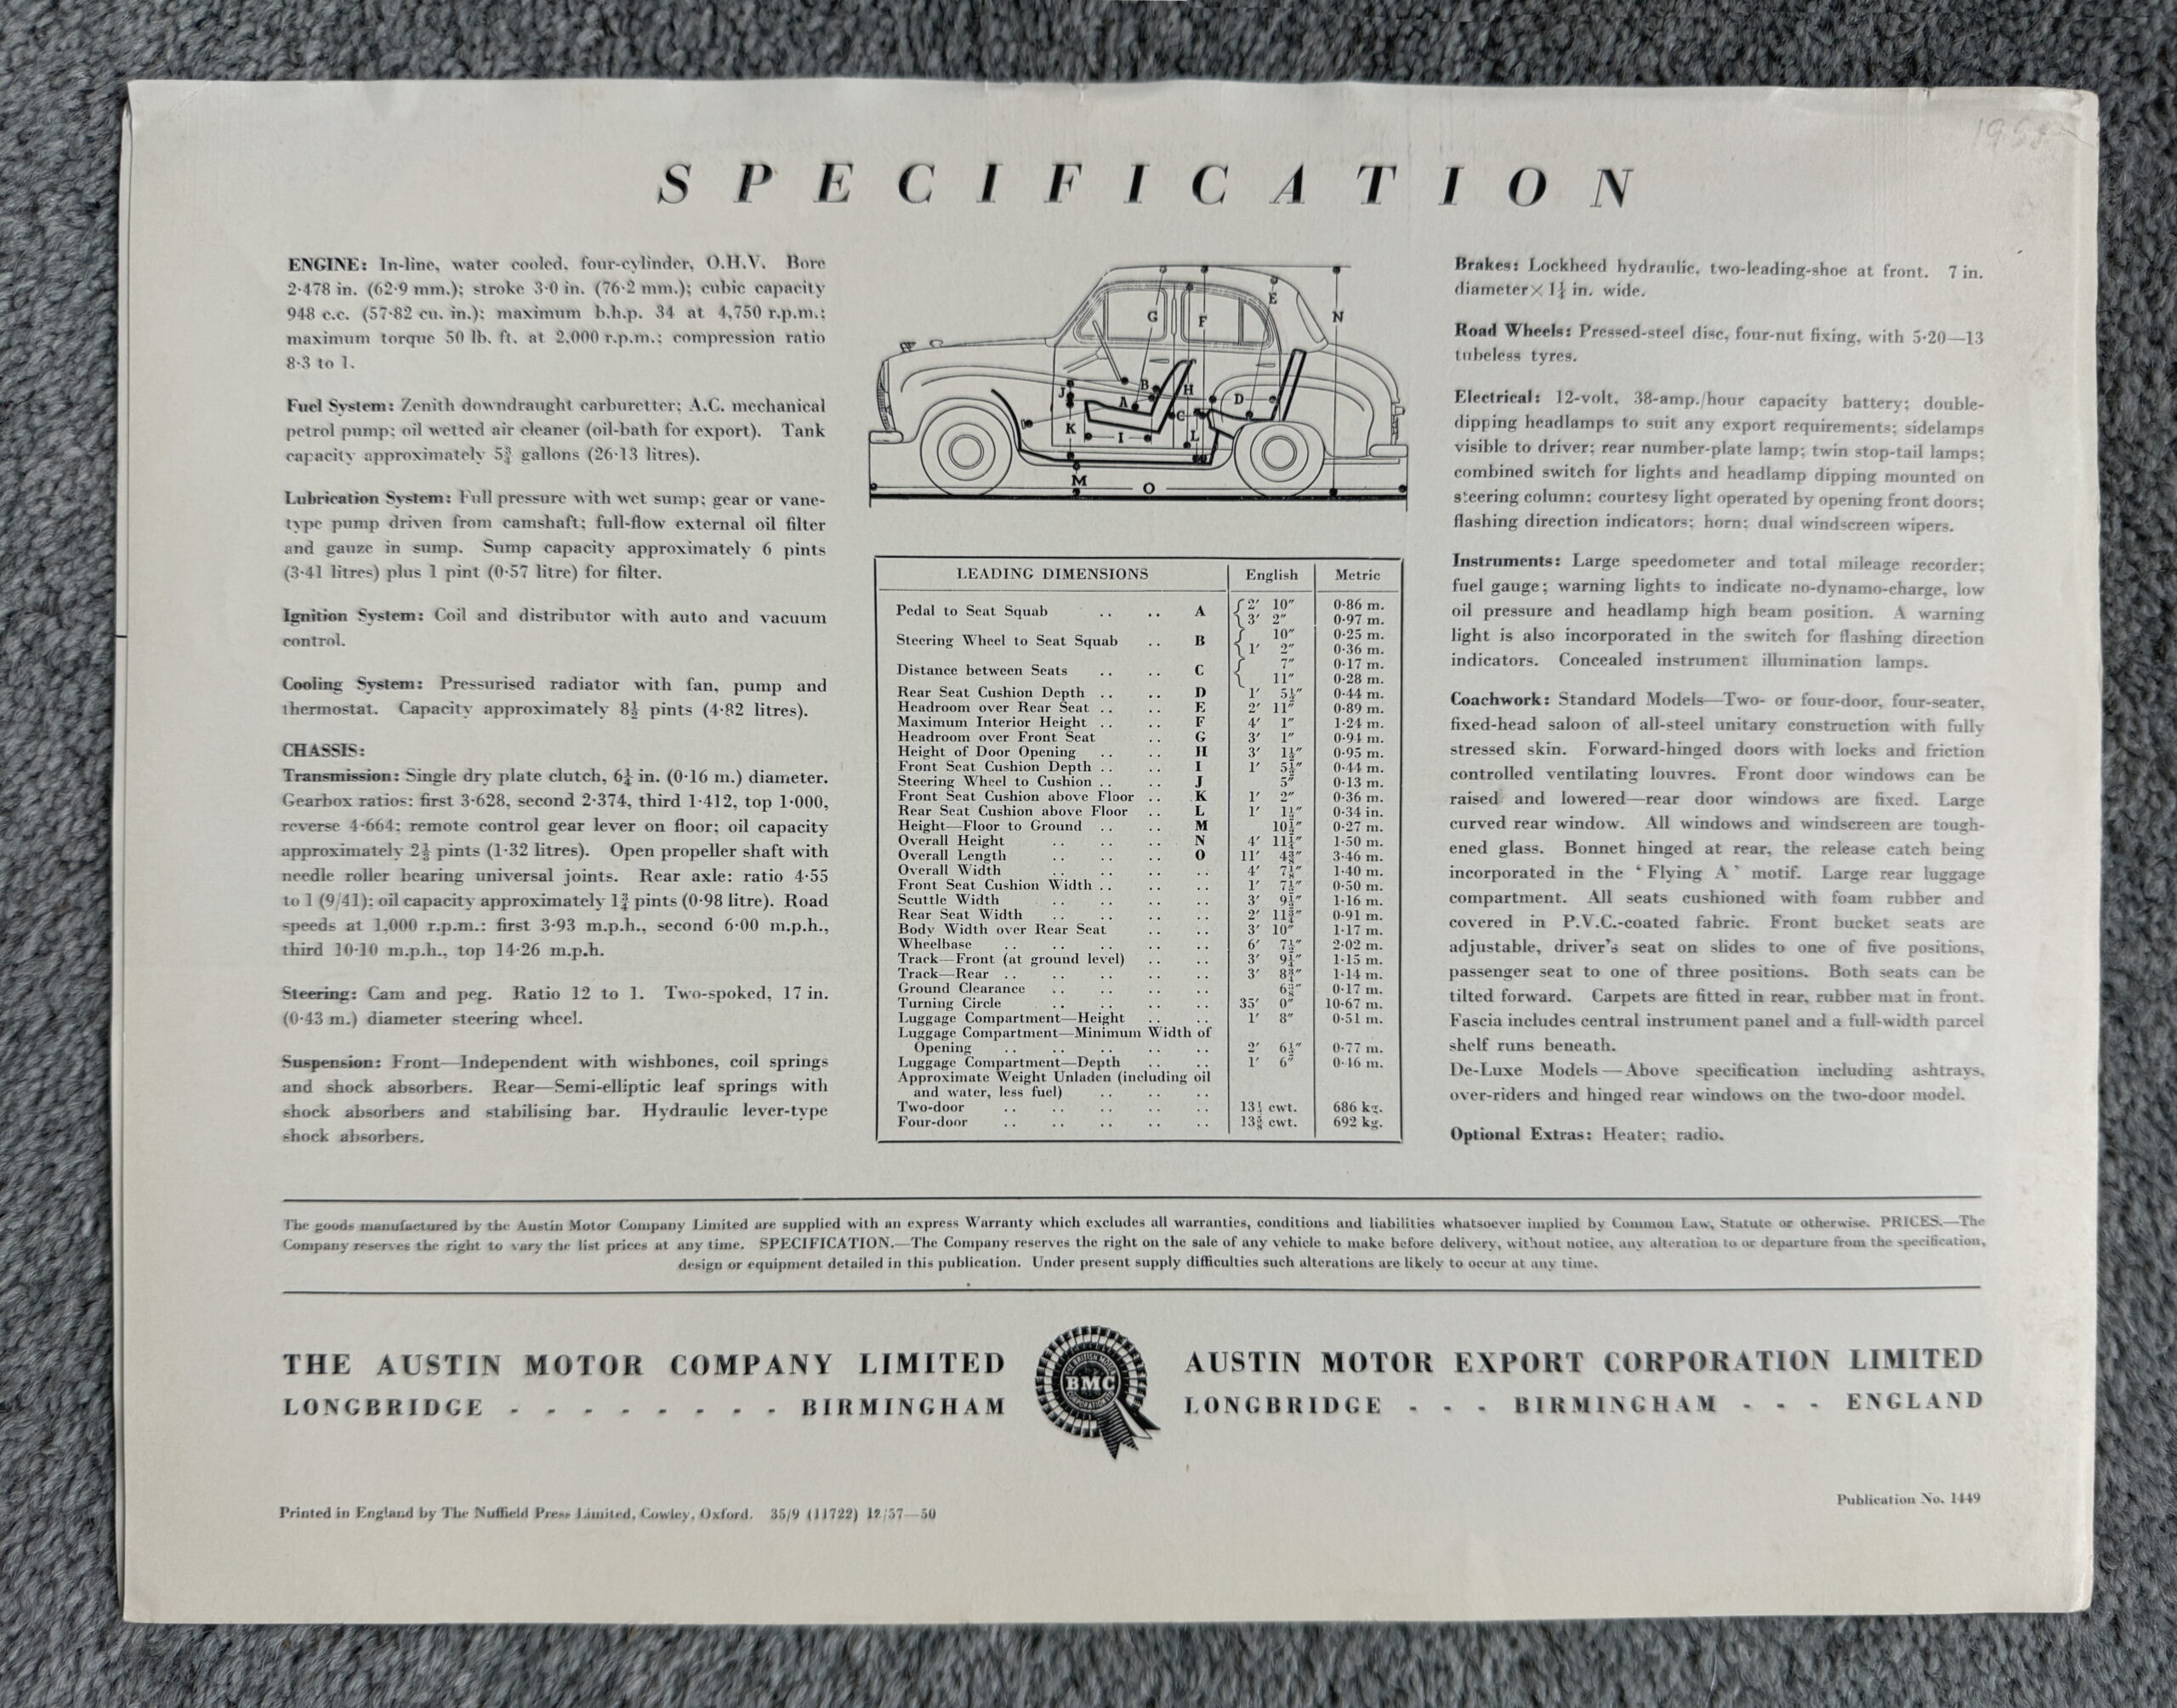 SPECIFICATION
ENGINE: In-line, water cooled, four-cylinder, O.H.V. Bore
2·478 in. (62·9 mm.); stroke 3·0 in. (76·2 mm.); cubic capacity
948 c.c. (57·82 cu. in.); maximum b.h.p. 34 at 4,750 r.p.m.;
maximum torque 50 lb. ft. at 2,000 r.p.m.; compression ratio
8·3 to 1.
Fuel System: Zenith downdraught carburetter; A.C. mechanical
petrol pump; oil wetted air cleaner (oil-bath for export). Tank
capacity approximately 5¾ gallons (26·13 litres).
Lubrication System: Full pressure with wet sump; gear or vane-
type pump driven from camshaft; full-flow external oil filter
and gauze in sump. Sump capacity approximately 6 pints
(3·41 litres) plus 1 pint (0·57 litre) for filter.
Ignition System: Coil and distributor with auto and vacuum
control.
Cooling System: Pressurised radiator with fan, pump and
thermostat. Capacity approximately 8½ pints (4·82 litres).
CHASSIS:
Transmission: Single dry plate clutch, 6¼ in. (0·16 m.) diameter.
Gearbox ratios: first 3·628, second 2·374, third 1·412, top 1·000,
reverse 4·664; remote control gear lever on floor; oil capacity
approximately 2⅓ pints (1·32 litres). Open propeller shaft with
needle roller bearing universal joints. Rear axle: ratio 4·55
to 1 (9/41); oil capacity approximately 1¾ pints (0·98 litre). Road
speeds at 1,000 r.p.m.: first 3·93 m.p.h., second 6·00 m.p.h.,
third 10·10 m.p.h., top 14·26 m.p.h.
Steering: Cam and peg. Ratio 12 to 1. Two-spoked, 17 in.
(0·43 m.) diameter steering wheel.
Suspension: Front—Independent with wishbones, coil springs
and shock absorbers. Rear—Semi-elliptic leaf springs with
shock absorbers and stabilising bar. Hydraulic lever-type
shock absorbers.
G F E N
J B H A C D
K I L
M O
LEADING DIMENSIONS English Metric
Pedal to Seat Squab .. .. A { 2′ 10″ 0·86 m.
3′ 2″ 0·97 m.
Steering Wheel to Seat Squab .. B { 10″ 0·25 m.
1′ 2″ 0·36 m.
Distance between Seats .. .. C { 7″ 0·17 m.
11″ 0·28 m.
Rear Seat Cushion Depth .. .. D 1′ 5½″ 0·44 m.
Headroom over Rear Seat .. .. E 2′ 11″ 0·89 m.
Maximum Interior Height .. .. F 4′ 1″ 1·24 m.
Headroom over Front Seat .. G 3′ 1″ 0·94 m.
Height of Door Opening .. .. H 3′ 1½″ 0·95 m.
Front Seat Cushion Depth .. .. I 1′ 5½″ 0·44 m.
Steering Wheel to Cushion .. .. J 5″ 0·13 m.
Front Seat Cushion above Floor .. K 1′ 2″ 0·36 m.
Rear Seat Cushion above Floor .. L 1′ 1½″ 0·34 in.
Height—Floor to Ground .. .. M 10½″ 0·27 m.
Overall Height .. .. .. N 4′ 11¼″ 1·50 m.
Overall Length .. .. .. O 11′ 4⅜″ 3·46 m.
Overall Width .. .. .. .. 4′ 7⅛″ 1·40 m.
Front Seat Cushion Width .. .. .. 1′ 7½″ 0·50 m.
Scuttle Width .. .. .. .. 3′ 9½″ 1·16 m.
Rear Seat Width .. .. .. .. 2′ 11¾″ 0·91 m.
Body Width over Rear Seat .. .. 3′ 10″ 1·17 m.
Wheelbase .. .. .. .. .. 6′ 7½″ 2·02 m.
Track—Front (at ground level) .. .. 3′ 9¼″ 1·15 m.
Track—Rear .. .. .. .. .. 3′ 8¾″ 1·14 m.
Ground Clearance .. .. .. .. 0·17 m.
Turning Circle .. .. .. .. 35′ 0″ 10·67 m.
Luggage Compartment—Height .. .. 1′ 8″ 0·51 m.
Luggage Compartment—Minimum Width of
Opening .. .. .. .. .. 2′ 6½″ 0·77 m.
Luggage Compartment—Depth .. .. 1′ 6″ 0·46 m.
Approximate Weight Unladen (including oil
and water, less fuel) .. .. ..
Two-door .. .. .. .. .. 13½ cwt. 686 kg.
Four-door .. .. .. .. .. 13⅝ cwt. 692 kg.
Brakes: Lockheed hydraulic, two-leading-shoe at front. 7 in.
diameter × 1¼ in. wide.
Road Wheels: Pressed-steel disc, four-nut fixing, with 5·20—13
tubeless tyres.
Electrical: 12-volt, 38-amp./hour capacity battery; double-
dipping headlamps to suit any export requirements; sidelamps
visible to driver; rear number-plate lamp; twin stop-tail lamps;
combined switch for lights and headlamp dipping mounted on
steering column; courtesy light operated by opening front doors;
flashing direction indicators; horn; dual windscreen wipers.
Instruments: Large speedometer and total mileage recorder;
fuel gauge; warning lights to indicate no-dynamo-charge, low
oil pressure and headlamp high beam position. A warning
light is also incorporated in the switch for flashing direction
indicators. Concealed instrument illumination lamps.
Coachwork: Standard Models—Two- or four-door, four-seater,
fixed-head saloon of all-steel unitary construction with fully
stressed skin. Forward-hinged doors with locks and friction
controlled ventilating louvres. Front door windows can be
raised and lowered—rear door windows are fixed. Large
curved rear window. All windows and windscreen are tough-
ened glass. Bonnet hinged at rear, the release catch being
incorporated in the ‘Flying A’ motif. Large rear luggage
compartment. All seats cushioned with foam rubber and
covered in P.V.C.-coated fabric. Front bucket seats are
adjustable, driver's seat on slides to one of five positions,
passenger seat to one of three positions. Both seats can be
tilted forward. Carpets are fitted in rear, rubber mat in front.
Fascia includes central instrument panel and a full-width parcel
shelf runs beneath.
De-Luxe Models—Above specification including ashtrays,
over-riders and hinged rear windows on the two-door model.
Optional Extras: Heater; radio.
The goods manufactured by the Austin Motor Company Limited are supplied with an express Warranty which excludes all warranties, conditions and liabilities whatsoever implied by Common Law, Statute or otherwise. PRICES.—The
Company reserves the right to vary the list prices at any time. SPECIFICATION.—The Company reserves the right on the sale of any vehicle to make before delivery, without notice, any alteration to or departure from the specification,
design or equipment detailed in this publication. Under present supply difficulties such alterations are likely to occur at any time.
THE AUSTIN MOTOR COMPANY LIMITED
LONGBRIDGE - - - - - - - - BIRMINGHAM
BMC
AUSTIN MOTOR EXPORT CORPORATION LIMITED
LONGBRIDGE - - - BIRMINGHAM - - - ENGLAND
Printed in England by The Nuffield Press Limited, Cowley, Oxford. 35/9 (11722) 12/57—50
Publication No. 1449